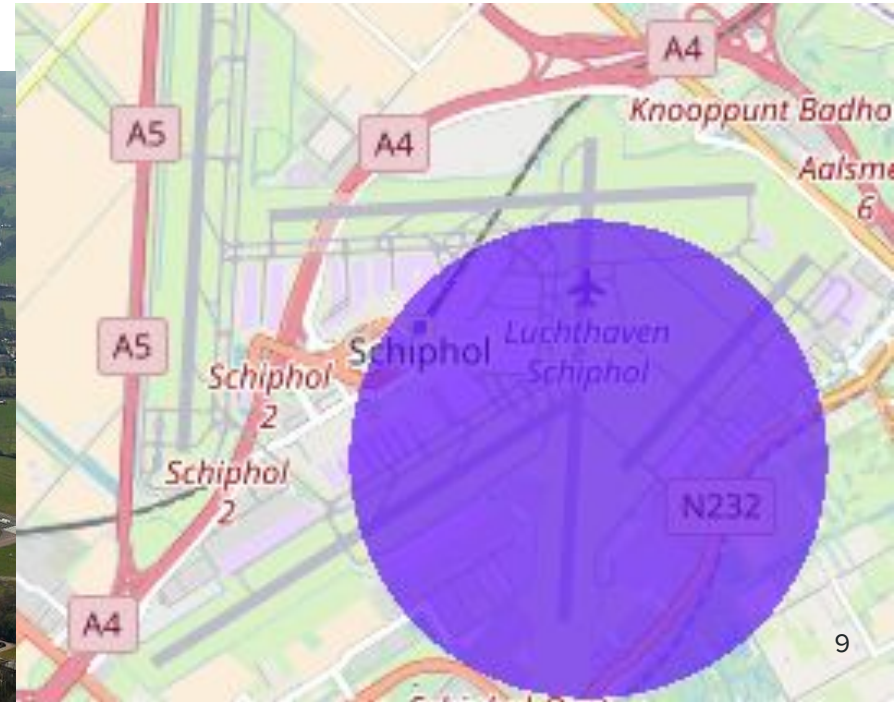 A4
Knooppunt Badho
A5
A4
Aalsme
6
Luchthaven
Schiphol
A5
Schiphol
Schiphol
2
Schiphol
2
N232
A4
9